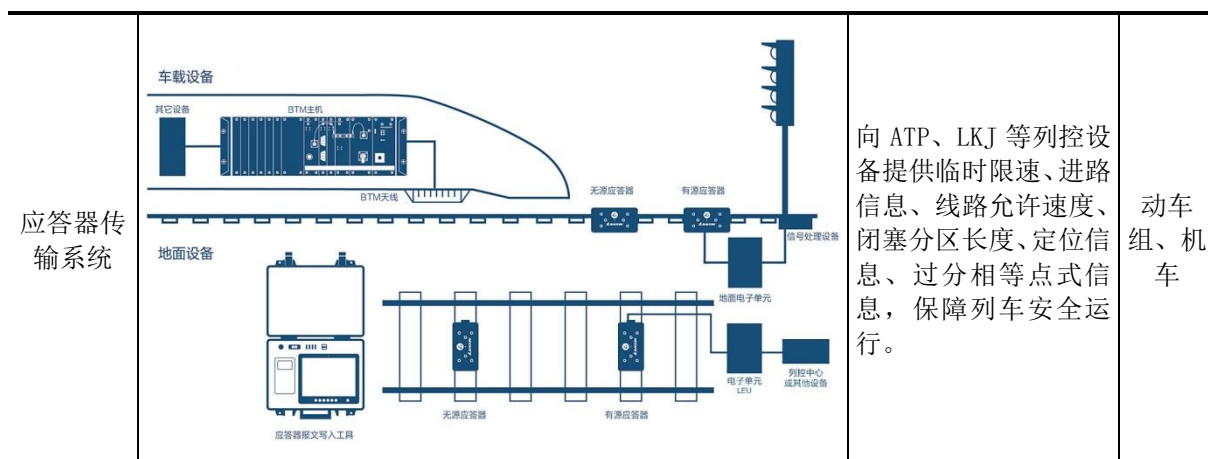 应答器传
输系统
车载设备
其它设备
BTM主机
BTM天线
无源应答器
有源应答器
信号处理设备
地面设备
地面电子单元
电子单元
LEU
列控中心
或其他设备
无源应答器
有源应答器
应答器报文写入工具
向 ATP、LKJ 等列控设
备提供临时限速、进路
信息、线路允许速度、
闭塞分区长度、定位信
息、过分相等点式信
息，保障列车安全运
行。
动车
组、机
车